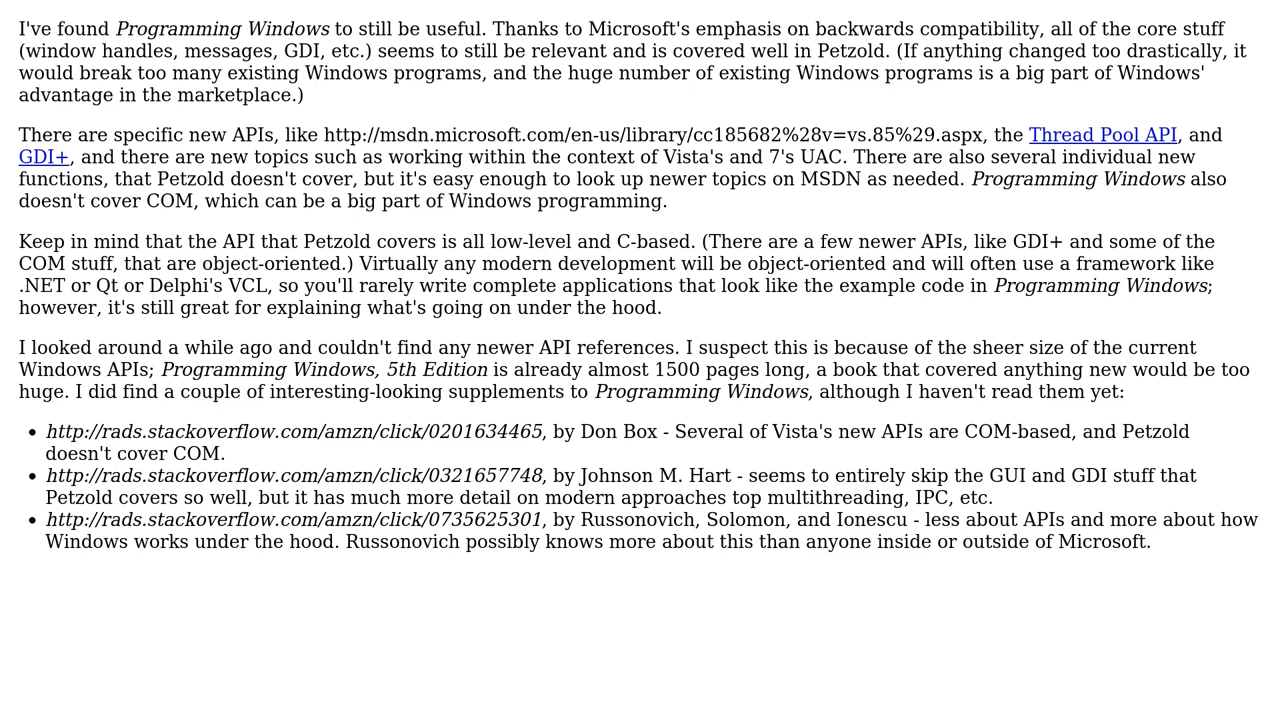 I've found Programming Windows to still be useful. Thanks to Microsoft's emphasis on backwards compatibility, all of the core stuff
(window handles, messages, GDI, etc.) seems to still be relevant and is covered well in Petzold. (If anything changed too drastically, it
would break too many existing Windows programs, and the huge number of existing Windows programs is a big part of Windows'
advantage in the marketplace.)
There are specific new APIs, like http://msdn.microsoft.com/en-us/library/cc185682%28v=vs.85%29.aspx, the Thread Pool API, and
GDI+, and there are new topics such as working within the context of Vista's and 7's UAC. There are also several individual new
functions, that Petzold doesn't cover, but it's easy enough to look up newer topics on MSDN as needed. Programming Windows also
doesn't cover COM, which can be a big part of Windows programming.
Keep in mind that the API that Petzold covers is all low-level and C-based. (There are a few newer APIs, like GDI+ and some of the
COM stuff, that are object-oriented.) Virtually any modern development will be object-oriented and will often use a framework like
.NET or Qt or Delphi's VCL, so you'll rarely write complete applications that look like the example code in Programming Windows;
however, it's still great for explaining what's going on under the hood.
I looked around a while ago and couldn't find any newer API references. I suspect this is because of the sheer size of the current
Windows APIs; Programming Windows, 5th Edition is already almost 1500 pages long, a book that covered anything new would be too
huge. I did find a couple of interesting-looking supplements to Programming Windows, although I haven't read them yet:
• http://rads.stackoverflow.com/amzn/click/0201634465, by Don Box - Several of Vista's new APIs are COM-based, and Petzold
doesn't cover COM.
• http://rads.stackoverflow.com/amzn/click/0321657748, by Johnson M. Hart - seems to entirely skip the GUI and GDI stuff that
Petzold covers so well, but it has much more detail on modern approaches top multithreading, IPC, etc.
• http://rads.stackoverflow.com/amzn/click/0735625301, by Russonovich, Solomon, and Ionescu - less about APIs and more about how
Windows works under the hood. Russonovich possibly knows more about this than anyone inside or outside of Microsoft.